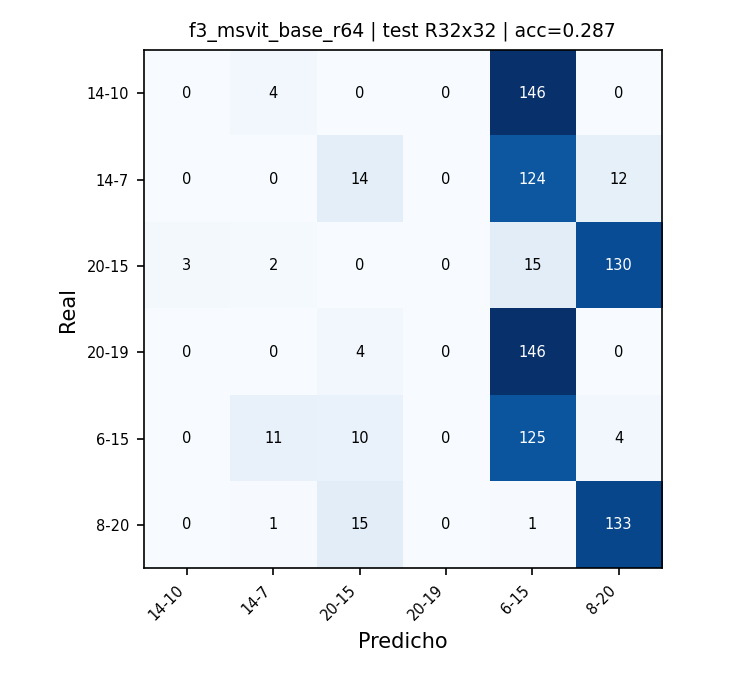 f3_msvit_base_r64 | test R32x32 | acc=0.287
Real
14-10 0 4 0 0 146 0
14-7 0 0 14 0 124 12
20-15 3 2 0 0 15 130
20-19 0 0 4 0 146 0
6-15 0 11 10 0 125 4
8-20 0 1 15 0 1 133
14-10 14-7 20-15 20-19 6-15 8-20
Predicho